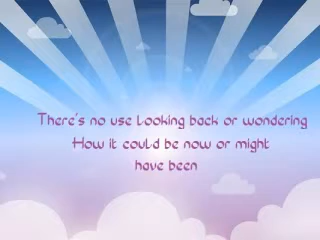 There's no use looking back or wondering
How it could be now or might
have been